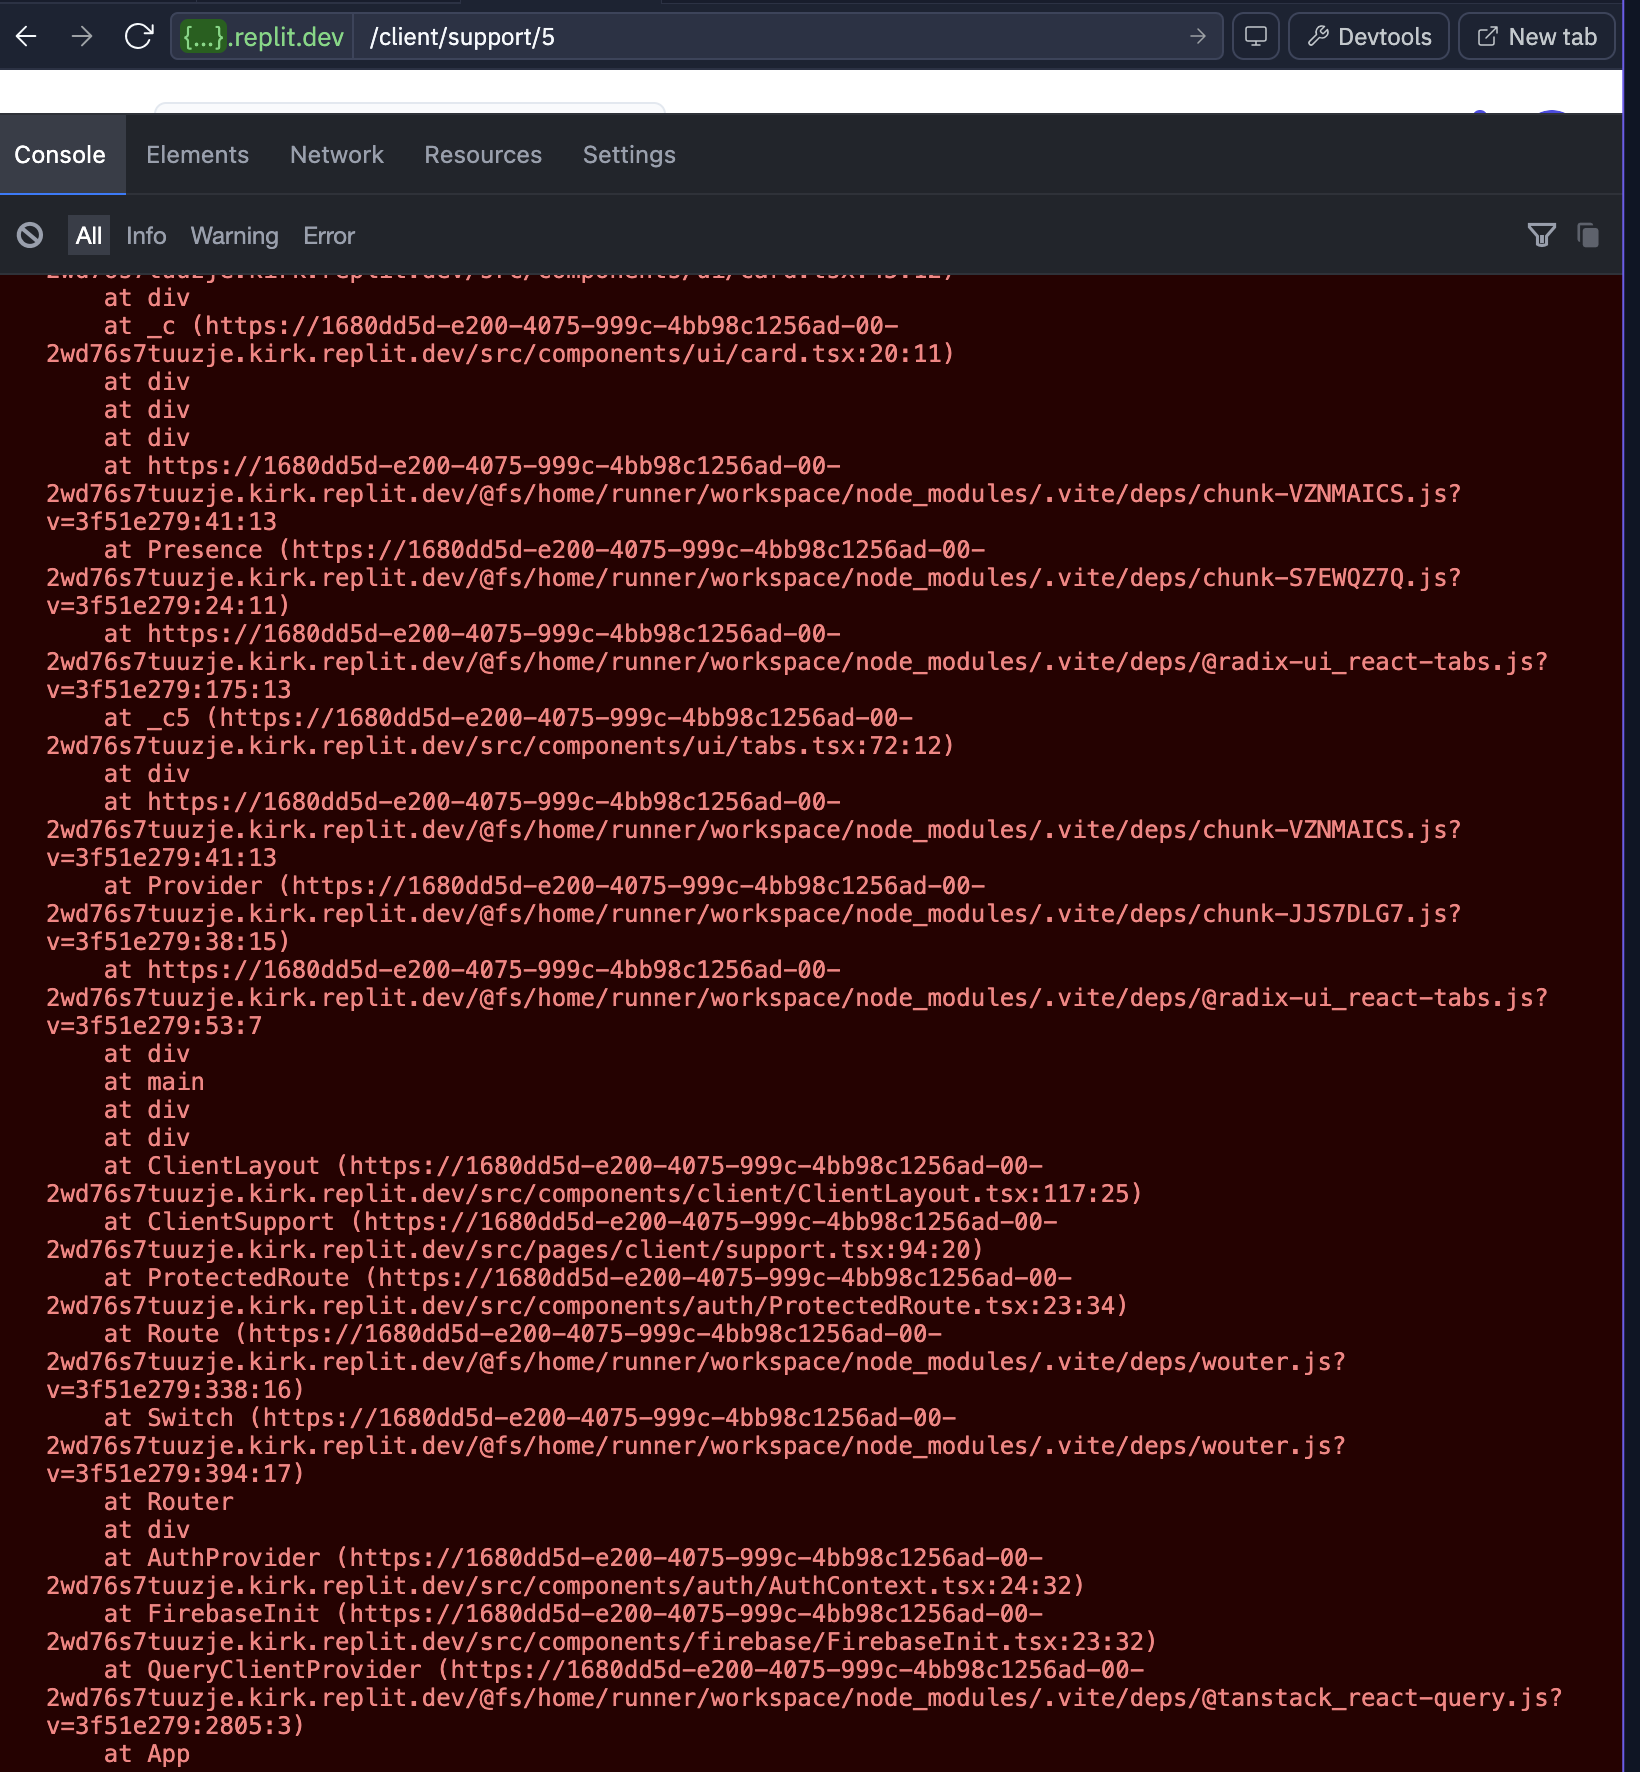 {...}.replit.dev /client/support/5 Devtools New tab
Console Elements Network Resources Settings
All Info Warning Error
2wd76s7tuuzje.kirk.replit.dev/src/components/ui/card.tsx:45:12)
at div
at _c (https://1680dd5d-e200-4075-999c-4bb98c1256ad-00-
2wd76s7tuuzje.kirk.replit.dev/src/components/ui/card.tsx:20:11)
at div
at div
at div
at https://1680dd5d-e200-4075-999c-4bb98c1256ad-00-
2wd76s7tuuzje.kirk.replit.dev/@fs/home/runner/workspace/node_modules/.vite/deps/chunk-VZNMAICS.js?
v=3f51e279:41:13
at Presence (https://1680dd5d-e200-4075-999c-4bb98c1256ad-00-
2wd76s7tuuzje.kirk.replit.dev/@fs/home/runner/workspace/node_modules/.vite/deps/chunk-S7EWQZ7Q.js?
v=3f51e279:24:11)
at https://1680dd5d-e200-4075-999c-4bb98c1256ad-00-
2wd76s7tuuzje.kirk.replit.dev/@fs/home/runner/workspace/node_modules/.vite/deps/@radix-ui_react-tabs.js?
v=3f51e279:175:13
at _c5 (https://1680dd5d-e200-4075-999c-4bb98c1256ad-00-
2wd76s7tuuzje.kirk.replit.dev/src/components/ui/tabs.tsx:72:12)
at div
at https://1680dd5d-e200-4075-999c-4bb98c1256ad-00-
2wd76s7tuuzje.kirk.replit.dev/@fs/home/runner/workspace/node_modules/.vite/deps/chunk-VZNMAICS.js?
v=3f51e279:41:13
at Provider (https://1680dd5d-e200-4075-999c-4bb98c1256ad-00-
2wd76s7tuuzje.kirk.replit.dev/@fs/home/runner/workspace/node_modules/.vite/deps/chunk-JJS7DLG7.js?
v=3f51e279:38:15)
at https://1680dd5d-e200-4075-999c-4bb98c1256ad-00-
2wd76s7tuuzje.kirk.replit.dev/@fs/home/runner/workspace/node_modules/.vite/deps/@radix-ui_react-tabs.js?
v=3f51e279:53:7
at div
at main
at div
at div
at ClientLayout (https://1680dd5d-e200-4075-999c-4bb98c1256ad-00-
2wd76s7tuuzje.kirk.replit.dev/src/components/client/ClientLayout.tsx:117:25)
at ClientSupport (https://1680dd5d-e200-4075-999c-4bb98c1256ad-00-
2wd76s7tuuzje.kirk.replit.dev/src/pages/client/support.tsx:94:20)
at ProtectedRoute (https://1680dd5d-e200-4075-999c-4bb98c1256ad-00-
2wd76s7tuuzje.kirk.replit.dev/src/components/auth/ProtectedRoute.tsx:23:34)
at Route (https://1680dd5d-e200-4075-999c-4bb98c1256ad-00-
2wd76s7tuuzje.kirk.replit.dev/@fs/home/runner/workspace/node_modules/.vite/deps/wouter.js?
v=3f51e279:338:16)
at Switch (https://1680dd5d-e200-4075-999c-4bb98c1256ad-00-
2wd76s7tuuzje.kirk.replit.dev/@fs/home/runner/workspace/node_modules/.vite/deps/wouter.js?
v=3f51e279:394:17)
at Router
at div
at AuthProvider (https://1680dd5d-e200-4075-999c-4bb98c1256ad-00-
2wd76s7tuuzje.kirk.replit.dev/src/components/auth/AuthContext.tsx:24:32)
at FirebaseInit (https://1680dd5d-e200-4075-999c-4bb98c1256ad-00-
2wd76s7tuuzje.kirk.replit.dev/src/components/firebase/FirebaseInit.tsx:23:32)
at QueryClientProvider (https://1680dd5d-e200-4075-999c-4bb98c1256ad-00-
2wd76s7tuuzje.kirk.replit.dev/@fs/home/runner/workspace/node_modules/.vite/deps/@tanstack_react-query.js?
v=3f51e279:2805:3)
at App